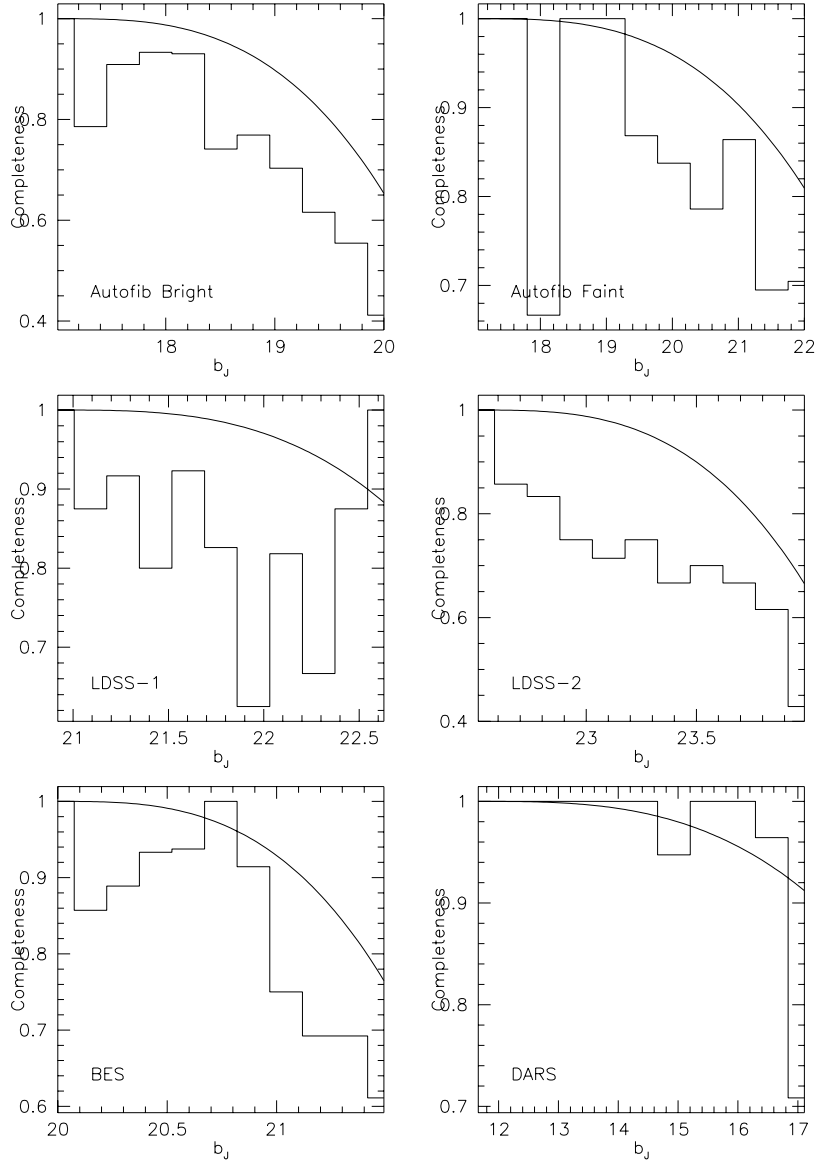 1
0.8
0.6
0.4
Completeness
Autofib Bright
18
19
20
b_J
1
0.9
0.8
0.7
Completeness
Autofib Faint
18
19
20
21
22
b_J
1
0.9
0.8
0.7
Completeness
LDSS-1
21
21.5
22
22.5
b_J
1
0.8
0.6
0.4
Completeness
LDSS-2
23
23.5
b_J
1
0.9
0.8
0.7
0.6
Completeness
BES
20
20.5
21
b_J
1
0.9
0.8
0.7
Completeness
DARS
12
13
14
15
16
17
b_J